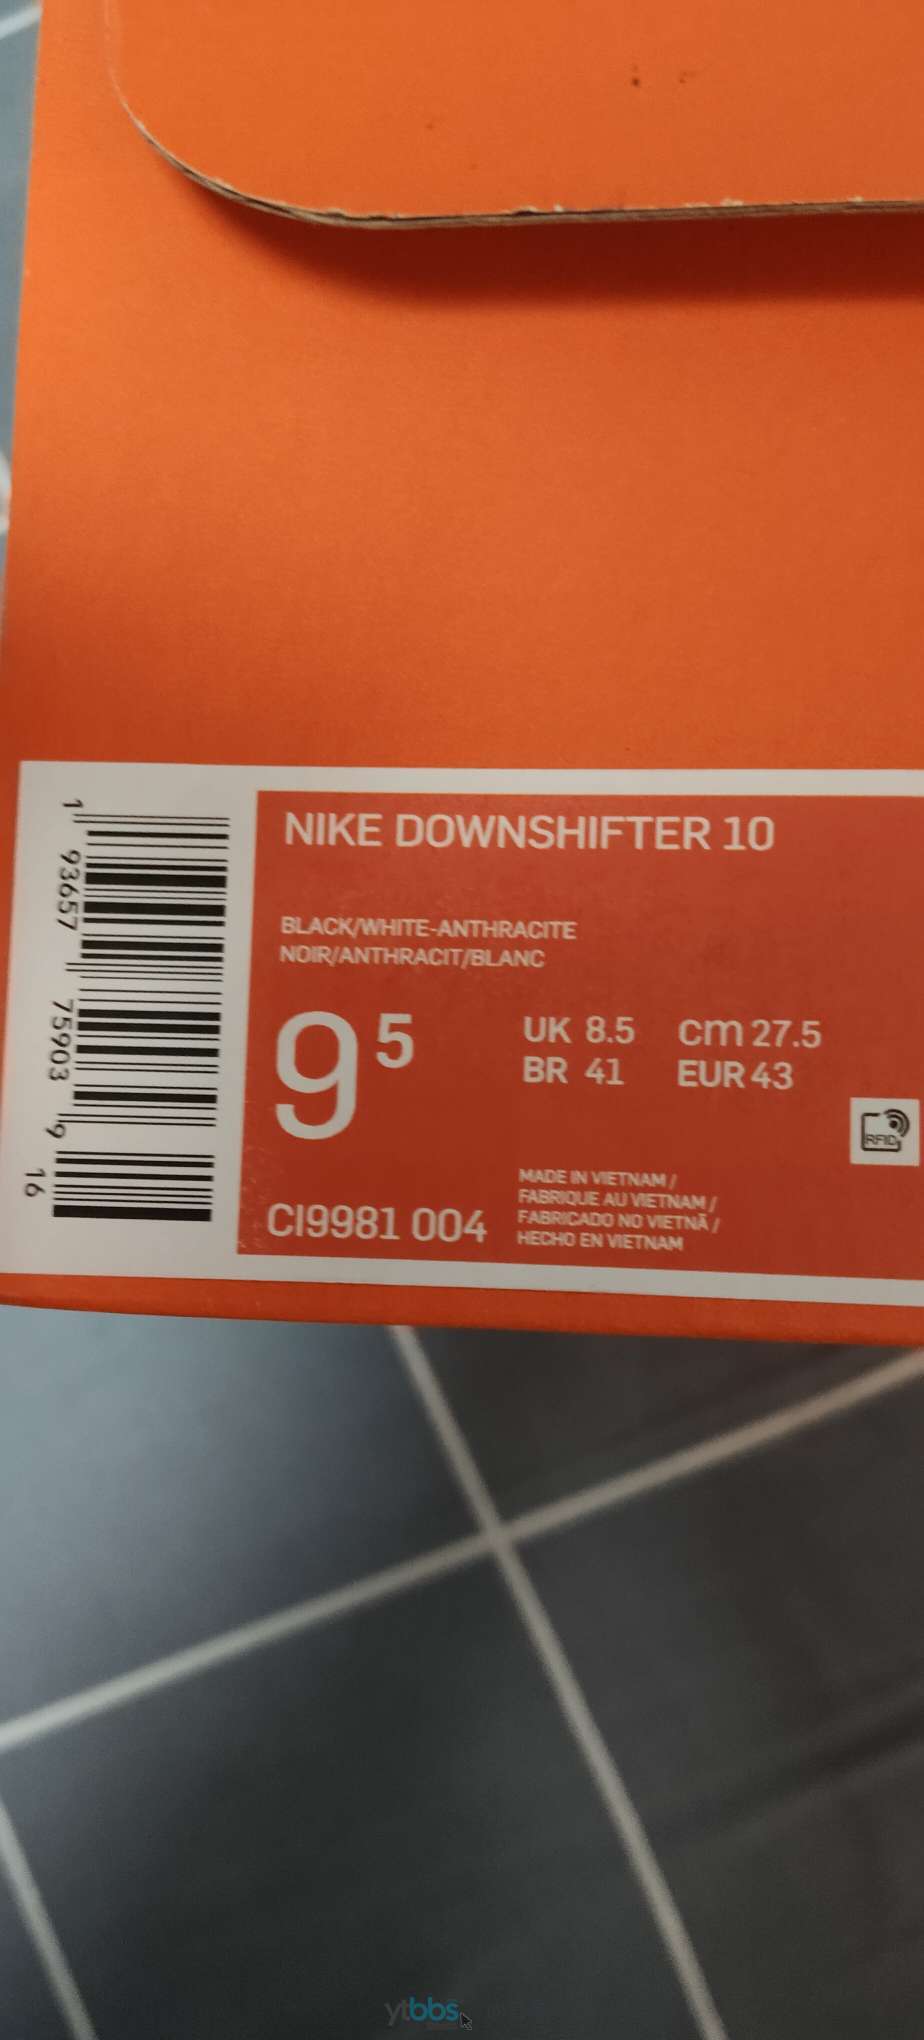 NIKE DOWNSHIFTER 10
BLACK/WHITE-ANTHRACITE
NOIR/ANTHRACIT/BLANC
9 5
UK 8.5 cm 27.5
BR 41 EUR 43
RFID
CI9981 004
MADE IN VIETNAM /
FABRIQUE AU VIETNAM /
FABRICADO NO VIETNÃ /
HECHO EN VIETNAM
1 93657 75903 9
16
ytbbs